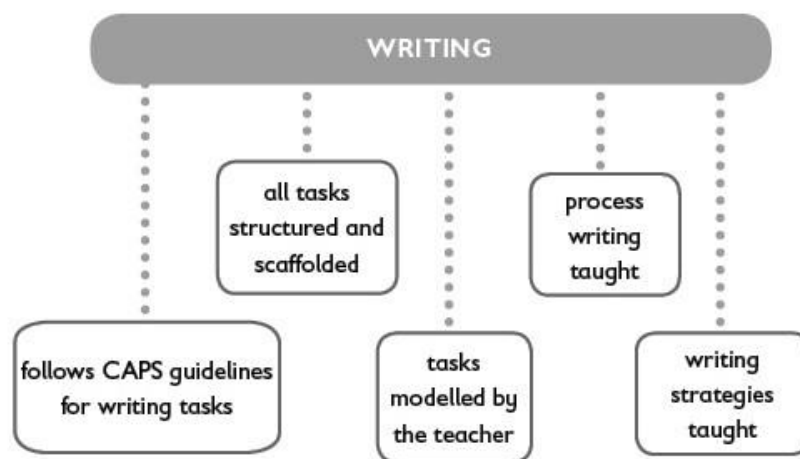 WRITING
all tasks
structured and
scaffolded
process
writing
taught
follows CAPS guidelines
for writing tasks
tasks
modelled by
the teacher
writing
strategies
taught